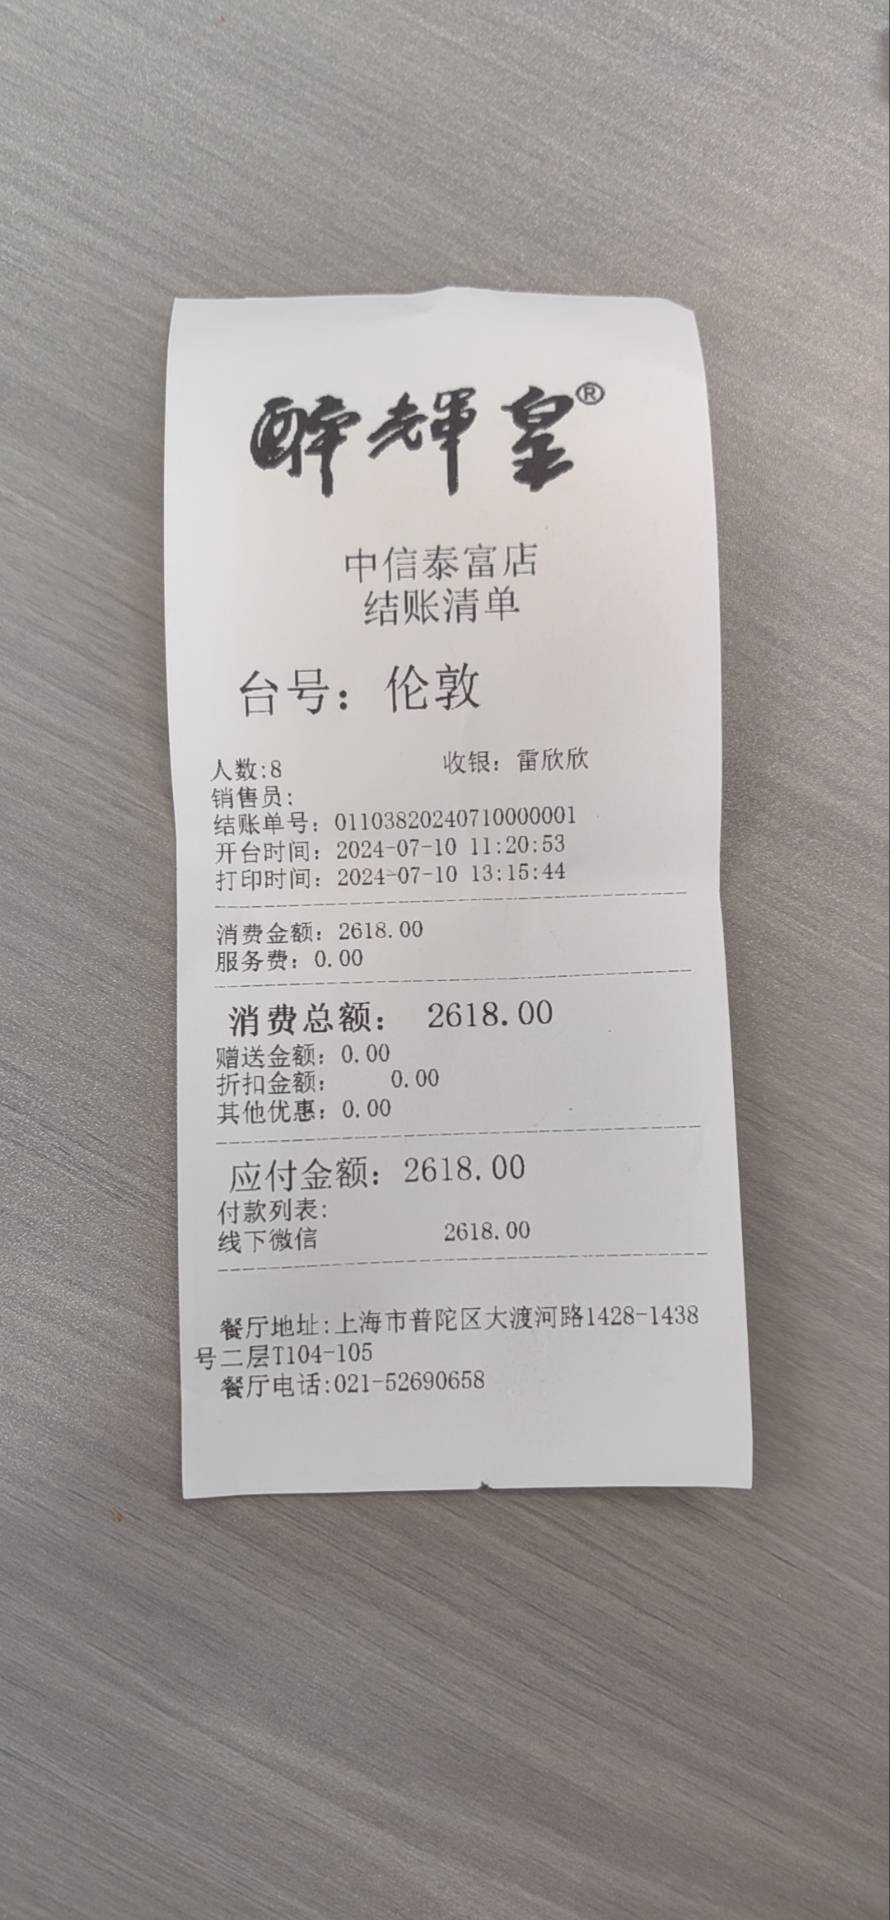 醉輝皇®
中信泰富店
结账清单
台号：伦敦
人数:8 收银：雷欣欣
销售员:
结账单号：01103820240710000001
开台时间：2024-07-10 11:20:53
打印时间：2024-07-10 13:15:44
消费金额：2618.00
服务费：0.00
消费总额： 2618.00
赠送金额：0.00
折扣金额： 0.00
其他优惠：0.00
应付金额：2618.00
付款列表:
线下微信 2618.00
餐厅地址:上海市普陀区大渡河路1428-1438
号二层T104-105
餐厅电话:021-52690658